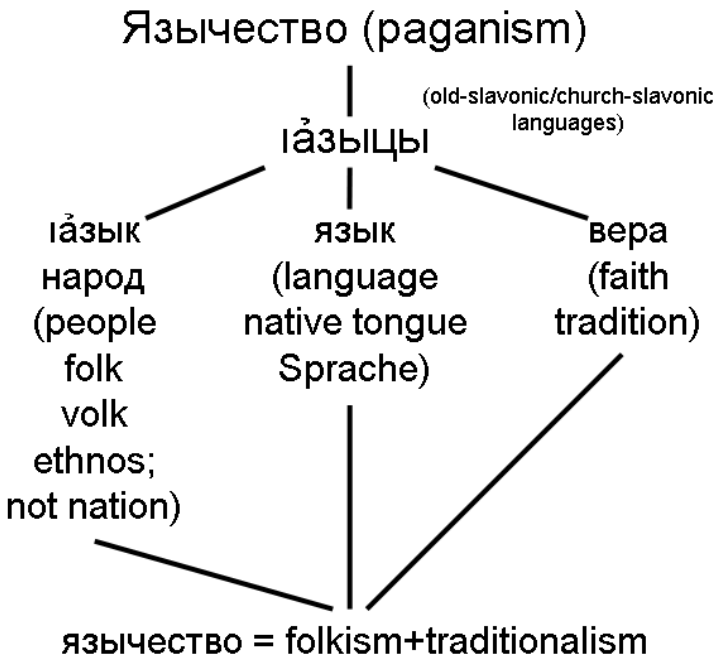 Язычество (paganism)
(old-slavonic/church-slavonic
languages)
ıа̉зыцы
ıа̉зык
народ
(people
folk
volk
ethnos;
not nation)
язык
(language
native tongue
Sprache)
вера
(faith
tradition)
язычество = folkism+traditionalism